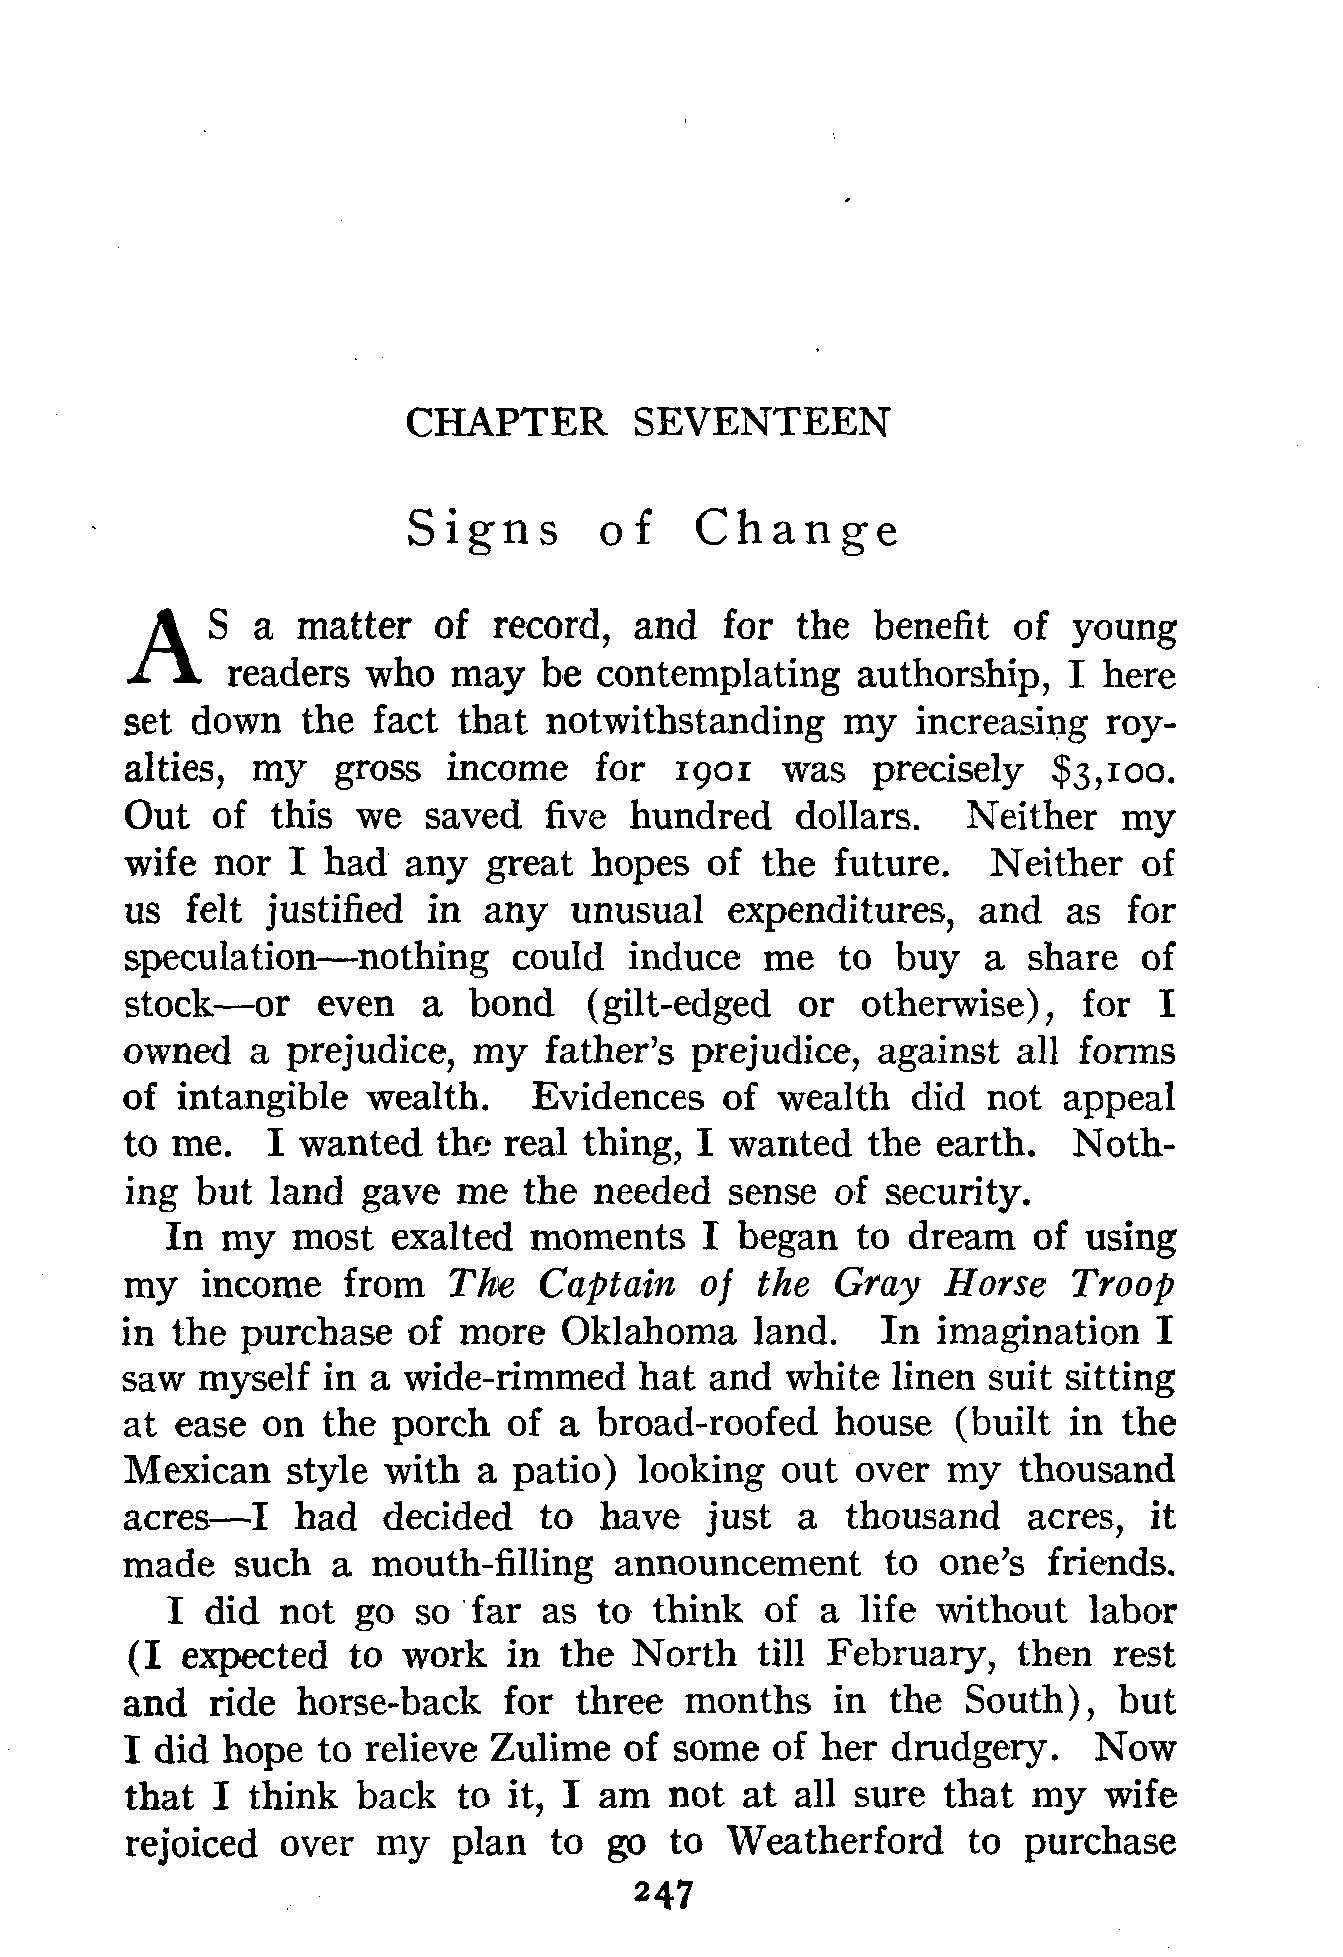 CHAPTER SEVENTEEN
Signs of Change
AS a matter of record, and for the benefit of young
readers who may be contemplating authorship, I here
set down the fact that notwithstanding my increasing roy-
alties, my gross income for 1901 was precisely $3,100.
Out of this we saved five hundred dollars. Neither my
wife nor I had any great hopes of the future. Neither of
us felt justified in any unusual expenditures, and as for
speculation—nothing could induce me to buy a share of
stock—or even a bond (gilt-edged or otherwise), for I
owned a prejudice, my father's prejudice, against all forms
of intangible wealth. Evidences of wealth did not appeal
to me. I wanted the real thing, I wanted the earth. Noth-
ing but land gave me the needed sense of security.
In my most exalted moments I began to dream of using
my income from The Captain of the Gray Horse Troop
in the purchase of more Oklahoma land. In imagination I
saw myself in a wide-rimmed hat and white linen suit sitting
at ease on the porch of a broad-roofed house (built in the
Mexican style with a patio) looking out over my thousand
acres—I had decided to have just a thousand acres, it
made such a mouth-filling announcement to one's friends.
I did not go so far as to think of a life without labor
(I expected to work in the North till February, then rest
and ride horse-back for three months in the South), but
I did hope to relieve Zulime of some of her drudgery. Now
that I think back to it, I am not at all sure that my wife
rejoiced over my plan to go to Weatherford to purchase
247